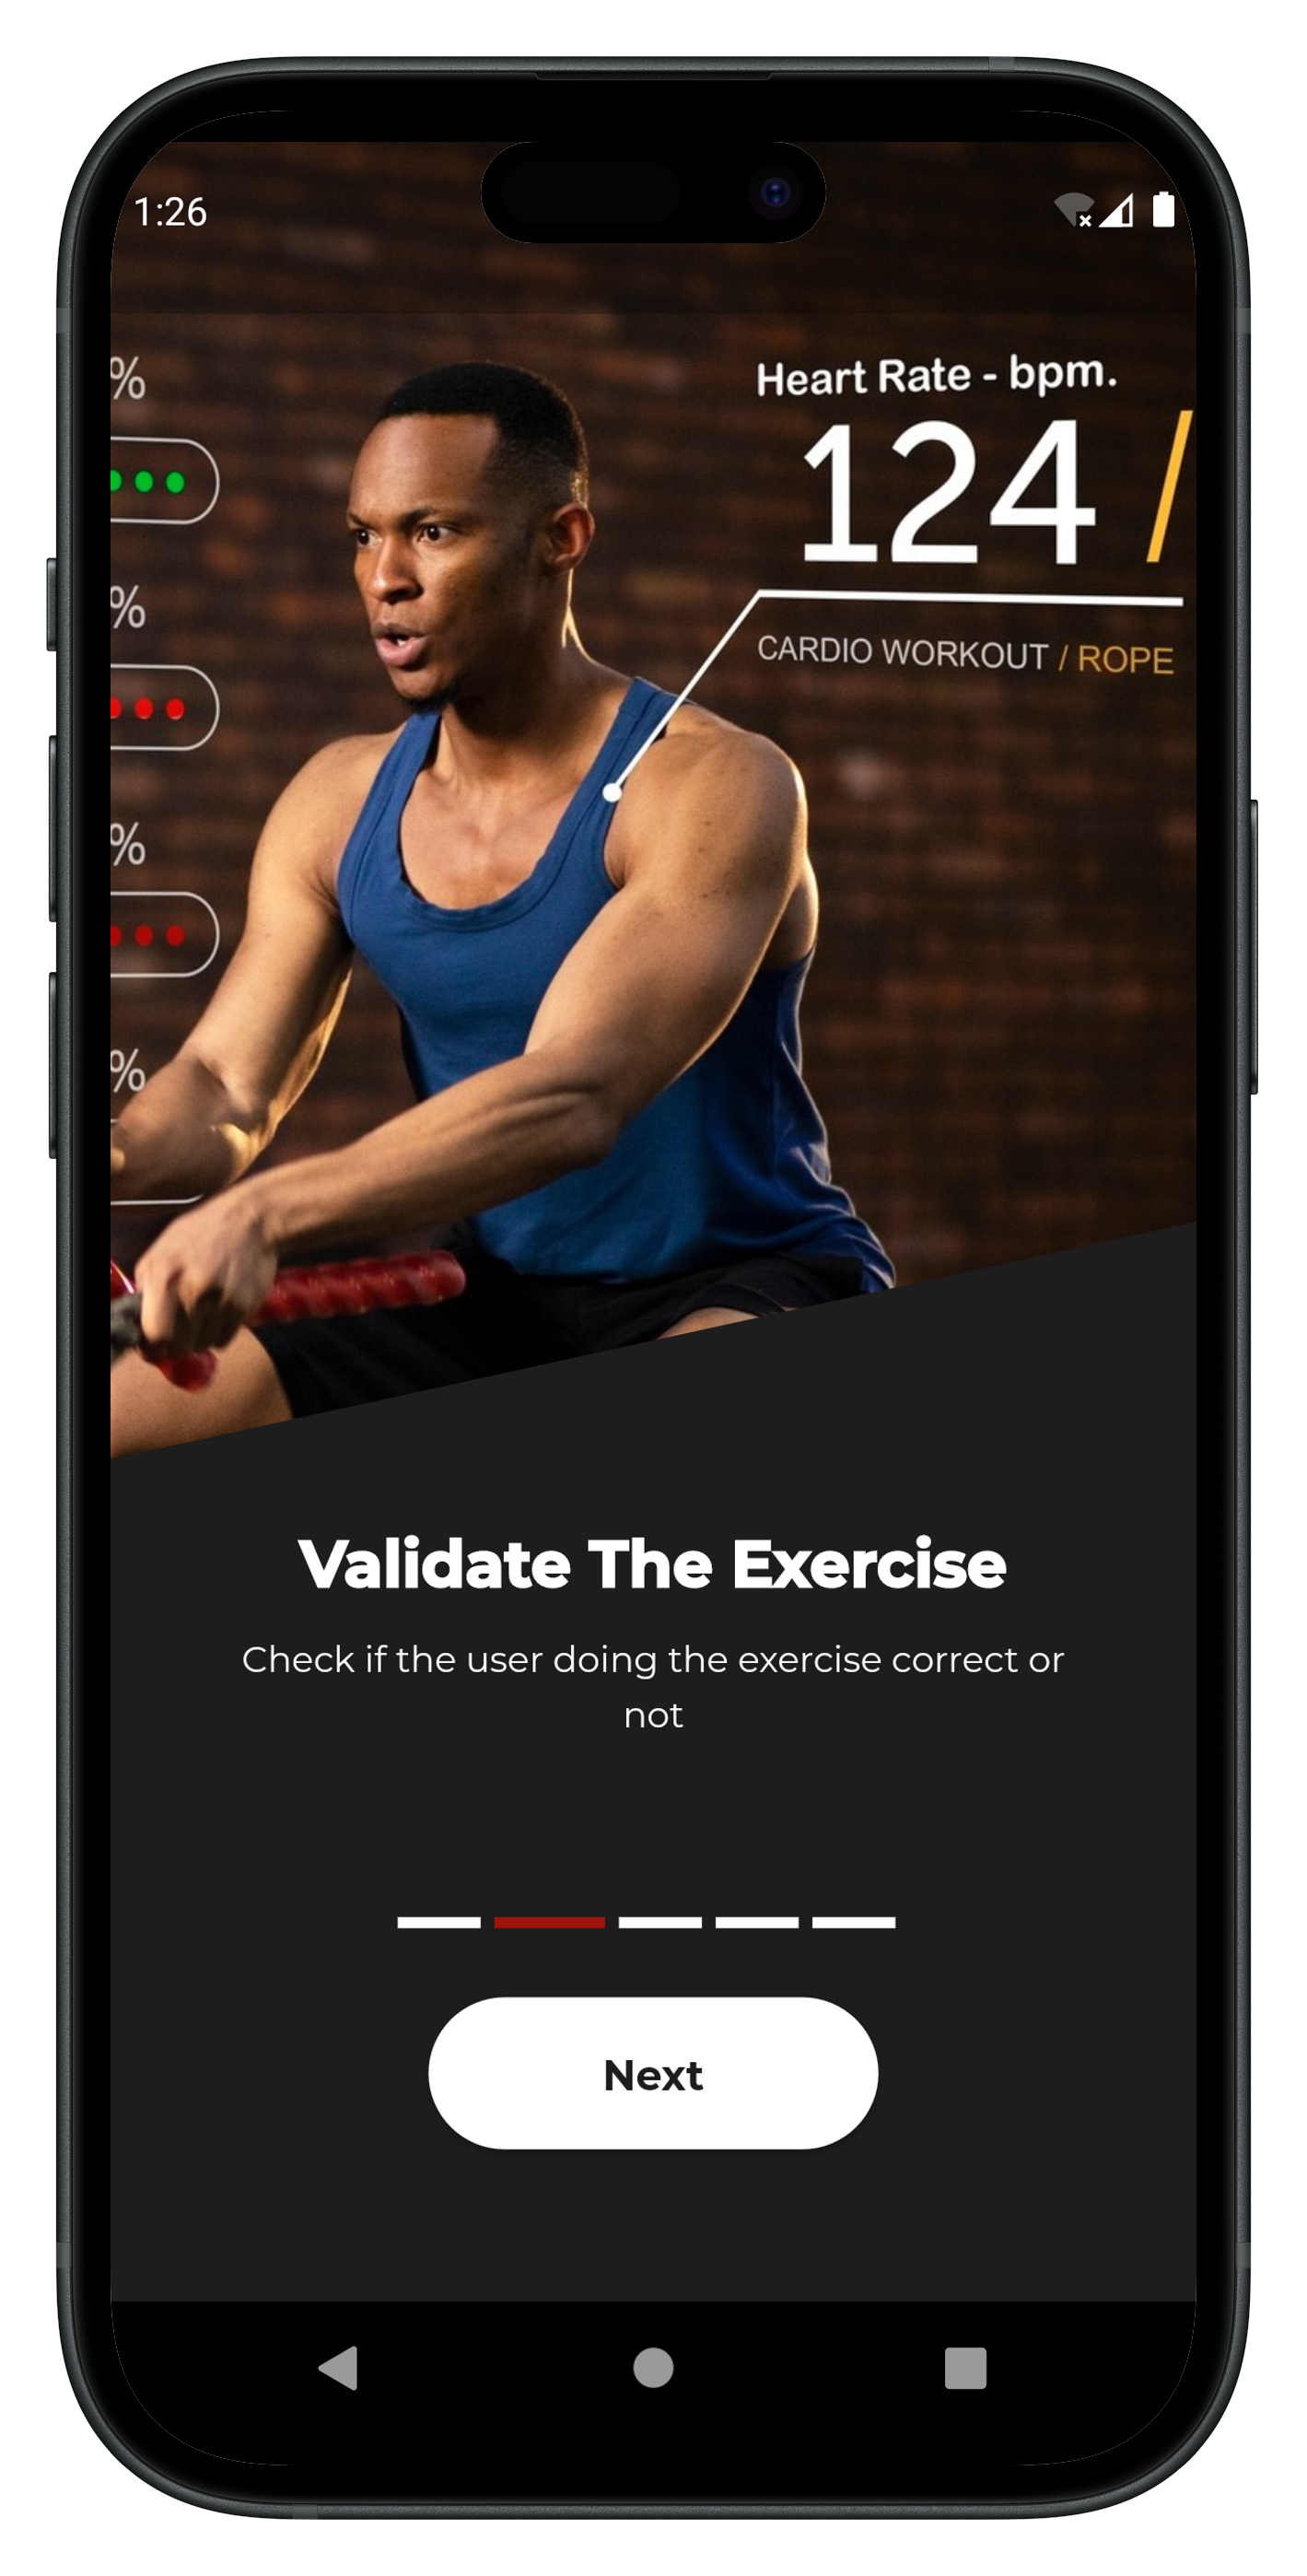 1:26
%
Heart Rate - bpm.
124 /
%
CARDIO WORKOUT / ROPE
%
%
Validate The Exercise
Check if the user doing the exercise correct or
not
Next